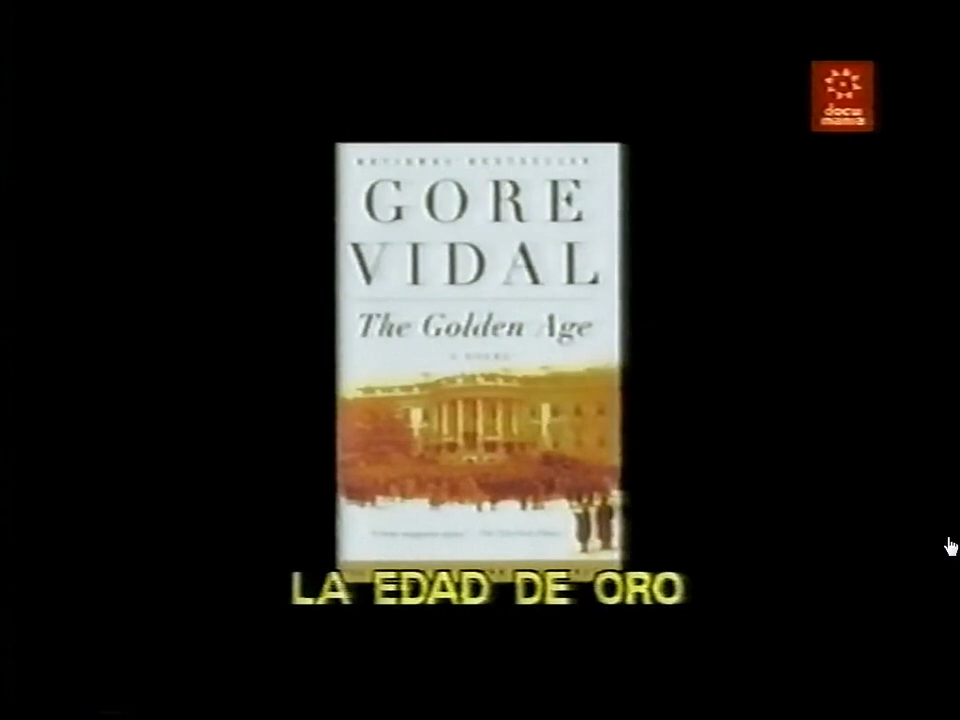 docu
mania
NATIONAL BESTSELLER
GORE
VIDAL
The Golden Age
A NOVEL
LA EDAD DE ORO